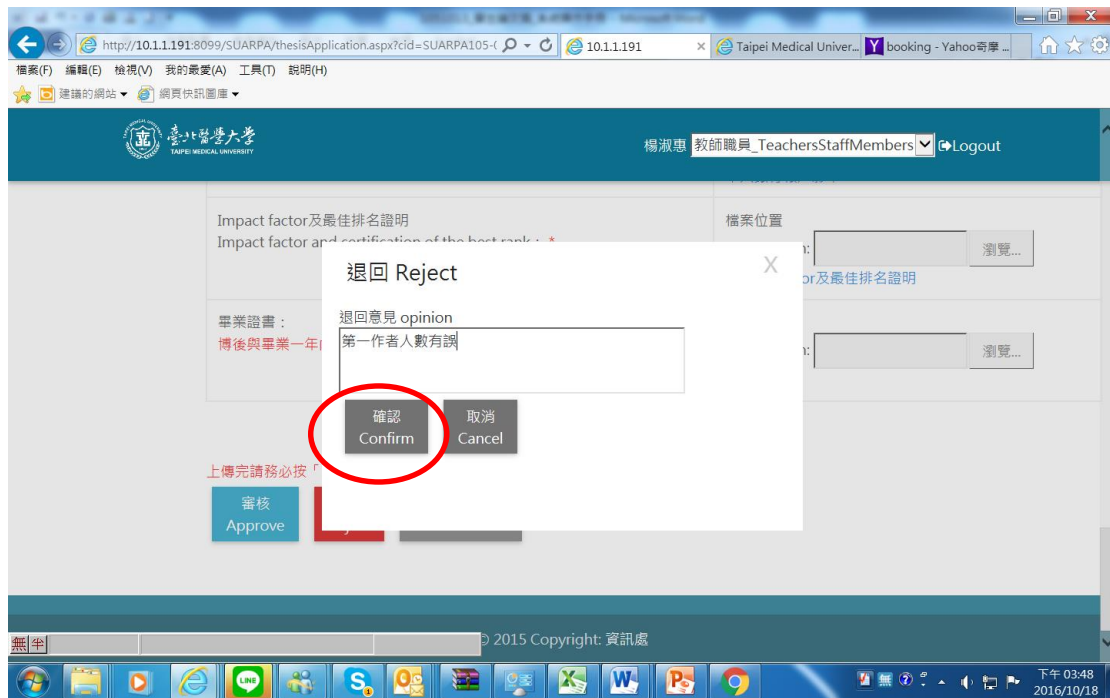 http://10.1.1.191:8099/SUARPA/thesisApplication.aspx?cid=SUARPA105-(
10.1.1.191
Taipei Medical Univer...
booking - Yahoo奇摩 ...
檔案(F) 編輯(E) 檢視(V) 我的最愛(A) 工具(T) 說明(H)
建議的網站 網頁快訊圖庫
臺北醫學大學
TAIPEI MEDICAL UNIVERSITY
楊淑惠 教師職員_TeachersStaffMembers Logout
Impact factor及最佳排名證明
Impact factor and certification of the best rank : *
檔案位置
瀏覽...
or及最佳排名證明
退回 Reject
X
退回意見 opinion
第一作者人數有誤
確認
Confirm
取消
Cancel
畢業證書：
博後與畢業一年
瀏覽...
上傳完請務必按「
審核
Approve
2015 Copyright: 資訊處
無 半
LINE
無
下午 03:48
2016/10/18